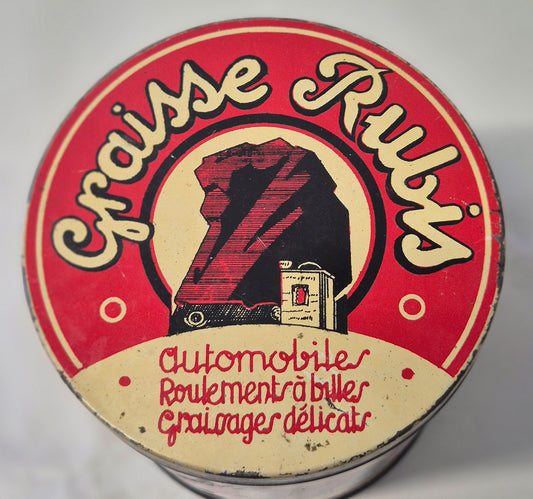 Graisse Rubis
Automobiles
Roulements à billes
Graissages délicats